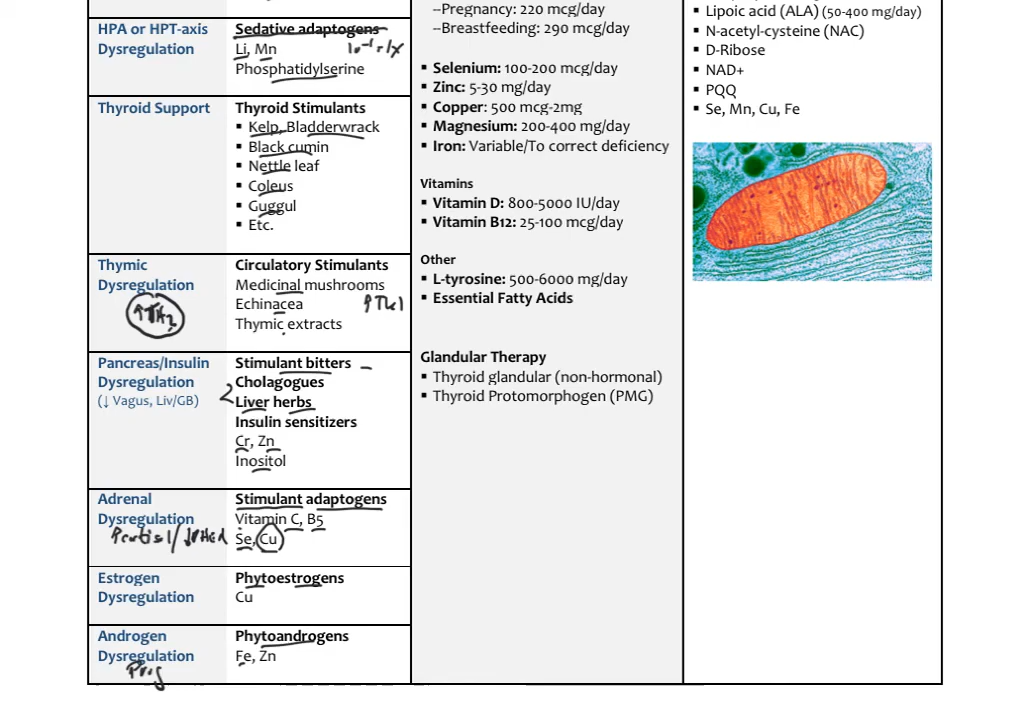 HPA or HPT-axis
Dysregulation
Sedative adaptogens
Li, Mn
Phosphatidylserine
Thyroid Support
Thyroid Stimulants
▪ Kelp, Bladderwrack
▪ Black cumin
▪ Nettle leaf
▪ Coleus
▪ Guggul
▪ Etc.
Thymic
Dysregulation
↑TH2
Circulatory Stimulants
Medicinal mushrooms
Echinacea
Thymic extracts
↑TH1
Pancreas/Insulin
Dysregulation
(↓ Vagus, Liv/GB)
Stimulant bitters
Cholagogues
Liver herbs
Insulin sensitizers
Cr, Zn
Inositol
Adrenal
Dysregulation
Stimulant adaptogens
Vitamin C, B5
Se, Cu
Estrogen
Dysregulation
Phytoestrogens
Cu
Androgen
Dysregulation
Prog
Phytoandrogens
Fe, Zn
--Pregnancy: 220 mcg/day
--Breastfeeding: 290 mcg/day
▪ Selenium: 100-200 mcg/day
▪ Zinc: 5-30 mg/day
▪ Copper: 500 mcg-2mg
▪ Magnesium: 200-400 mg/day
▪ Iron: Variable/To correct deficiency
Vitamins
▪ Vitamin D: 800-5000 IU/day
▪ Vitamin B12: 25-100 mcg/day
Other
▪ L-tyrosine: 500-6000 mg/day
▪ Essential Fatty Acids
Glandular Therapy
▪ Thyroid glandular (non-hormonal)
▪ Thyroid Protomorphogen (PMG)
▪ Lipoic acid (ALA) (50-400 mg/day)
▪ N-acetyl-cysteine (NAC)
▪ D-Ribose
▪ NAD+
▪ PQQ
▪ Se, Mn, Cu, Fe